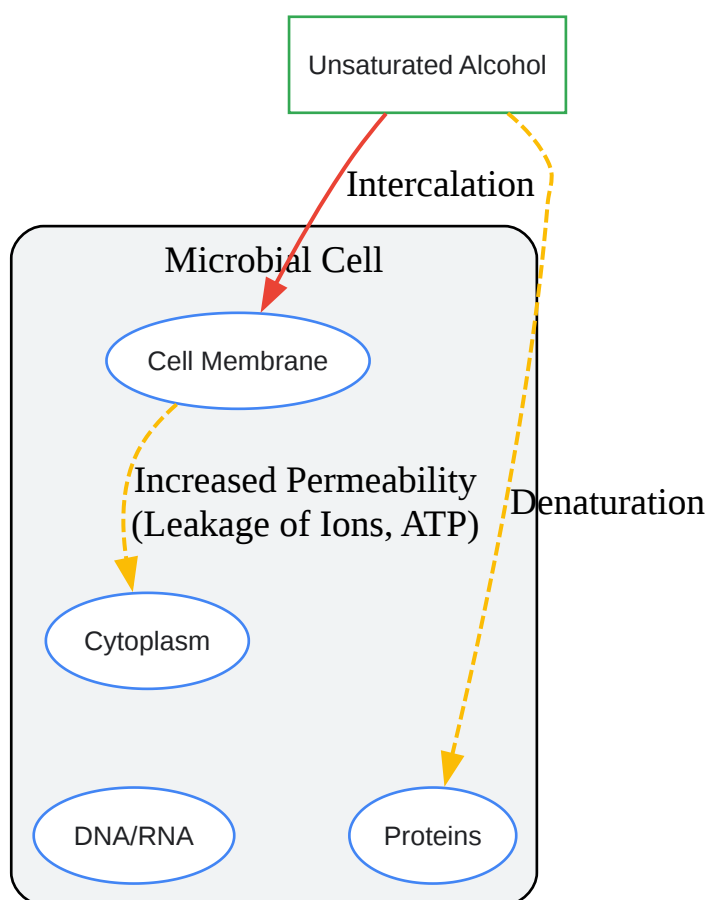 Unsaturated Alcohol
Intercalation
Microbial Cell
Cell Membrane
Increased Permeability
(Leakage of Ions, ATP)
Denaturation
Cytoplasm
DNA/RNA
Proteins